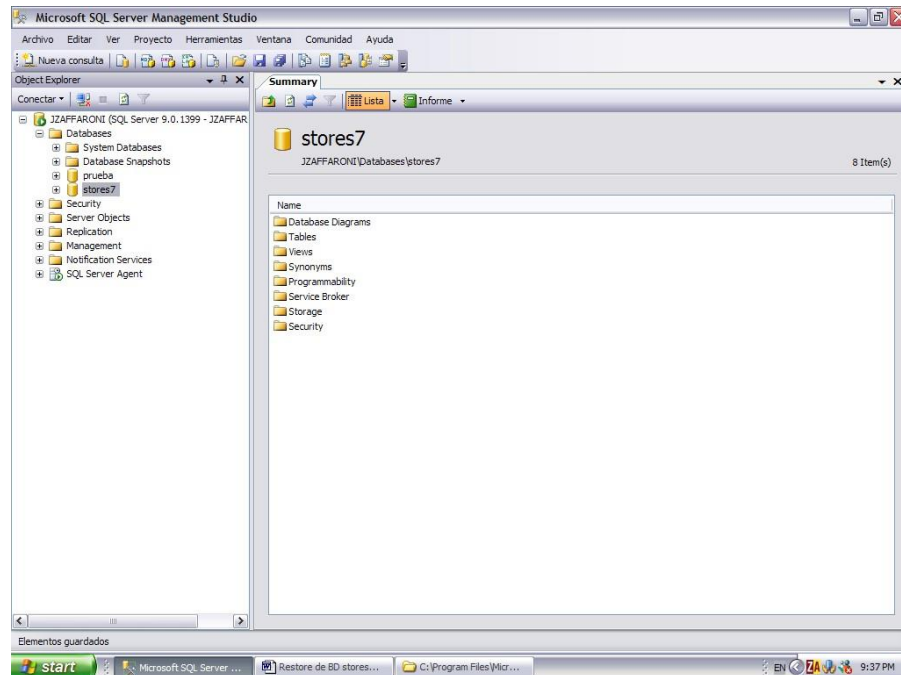 Microsoft SQL Server Management Studio
Archivo Editar Ver Proyecto Herramientas Ventana Comunidad Ayuda
Nueva consulta
Object Explorer
Conectar
JZAFFARONI (SQL Server 9.0.1399 - JZAFFAR
Databases
System Databases
Database Snapshots
prueba
stores7
Security
Server Objects
Replication
Management
Notification Services
SQL Server Agent
Summary
Lista Informe
stores7
JZAFFARONI\Databases\stores7 8 Item(s)
Name
Database Diagrams
Tables
Views
Synonyms
Programmability
Service Broker
Storage
Security
Elementos guardados
start Microsoft SQL Server ... Restore de BD stores... C:\Program Files\Micr... EN ZA 9:37 PM